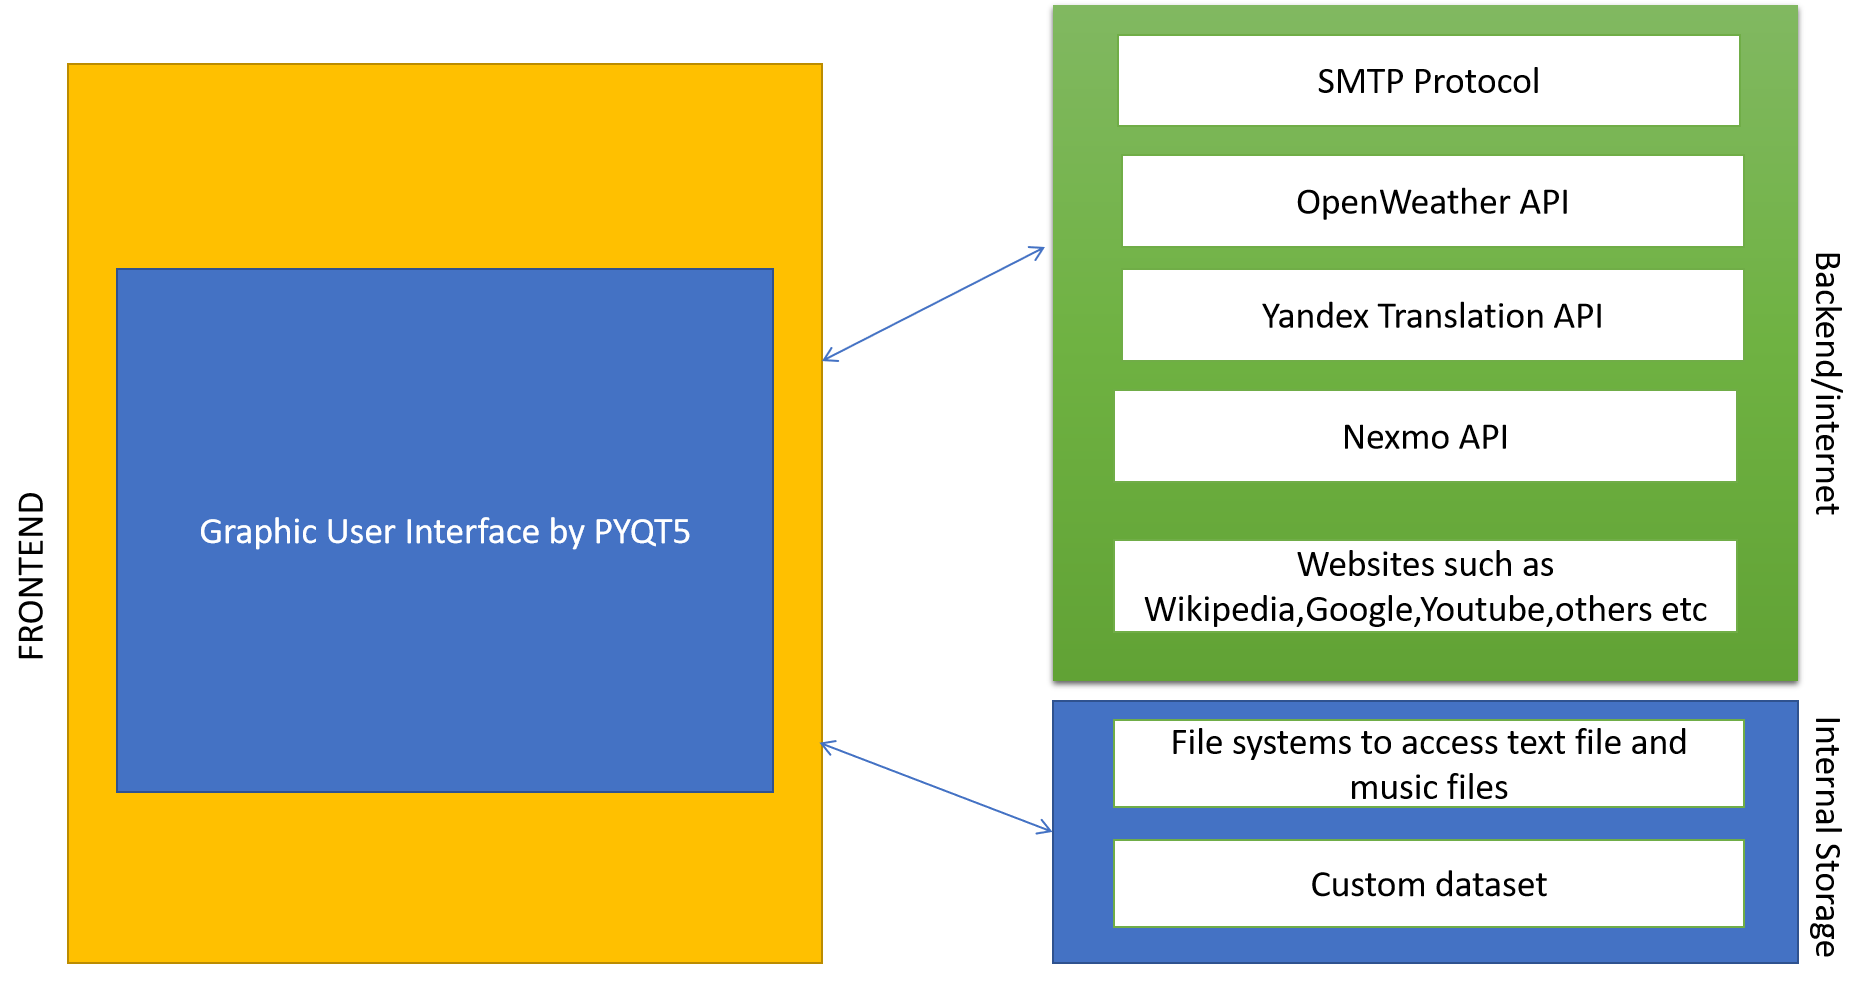 FRONTEND
Graphic User Interface by PYQT5
SMTP Protocol
OpenWeather API
Yandex Translation API
Nexmo API
Websites such as
Wikipedia,Google,Youtube,others etc
Backend/internet
File systems to access text file and
music files
Custom dataset
Internal Storage